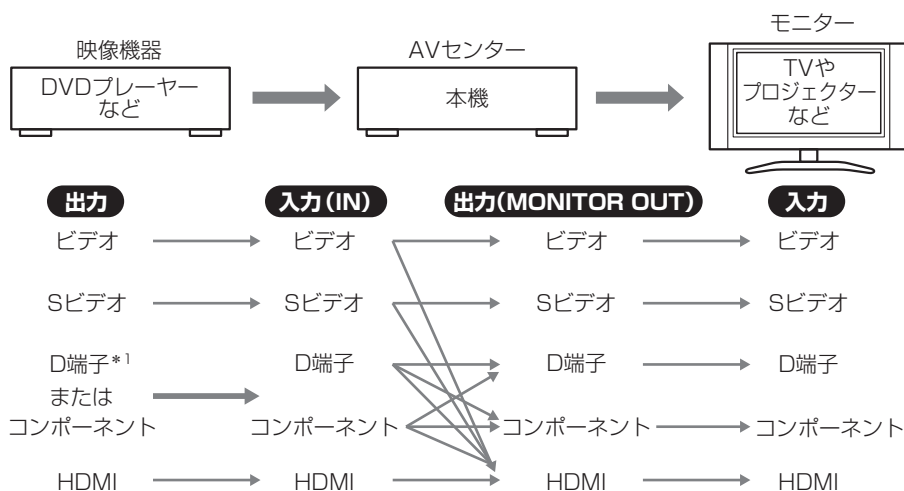 映像機器
AVセンター
モニター
DVDプレーヤー
など
本機
TVや
プロジェクター
など
出力
入力(IN)
出力(MONITOR OUT)
入力
ビデオ
ビデオ
ビデオ
ビデオ
Sビデオ
Sビデオ
Sビデオ
Sビデオ
D端子*1
または
コンポーネント
D端子
D端子
D端子
コンポーネント
コンポーネント
コンポーネント
HDMI
HDMI
HDMI
HDMI